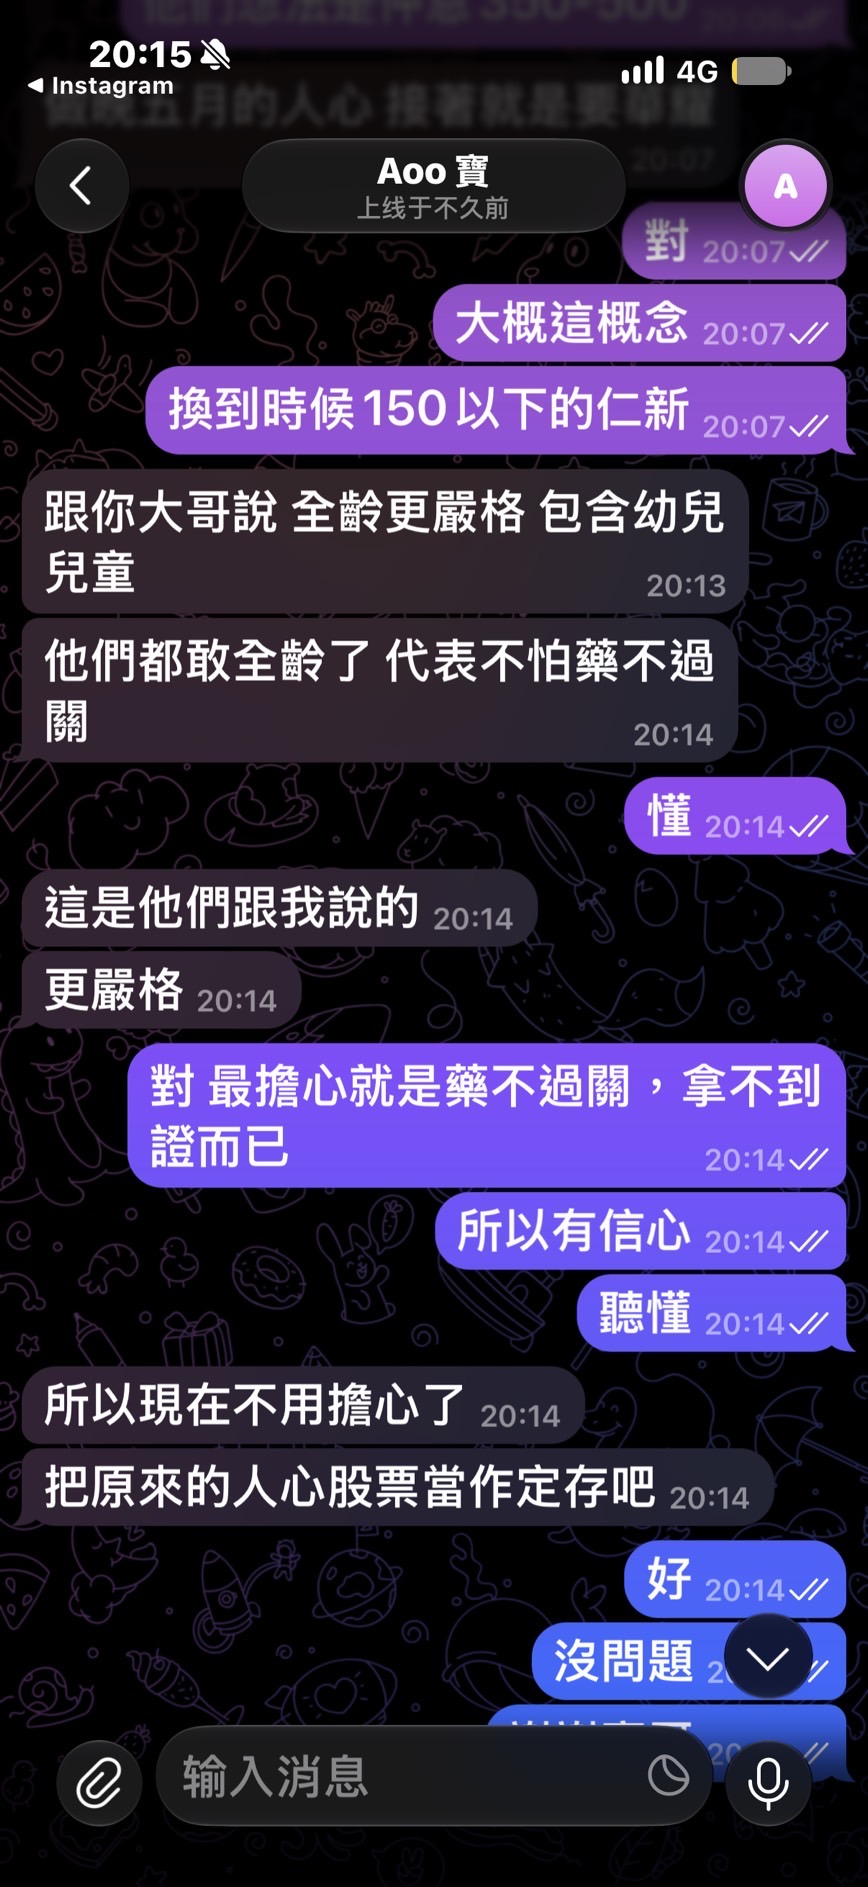 20:15
Instagram
4G
Aoo 寶
上线于不久前
A
20:07
對 20:07
大概這概念 20:07
換到時候150以下的仁新 20:07
跟你大哥說 全齡更嚴格 包含幼兒
兒童 20:13
他們都敢全齡了 代表不怕藥不過
關 20:14
懂 20:14
這是他們跟我說的 20:14
更嚴格 20:14
對 最擔心就是藥不過關，拿不到
證而已 20:14
所以有信心 20:14
聽懂 20:14
所以現在不用擔心了 20:14
把原來的人心股票當作定存吧 20:14
好 20:14
沒問題
输入消息